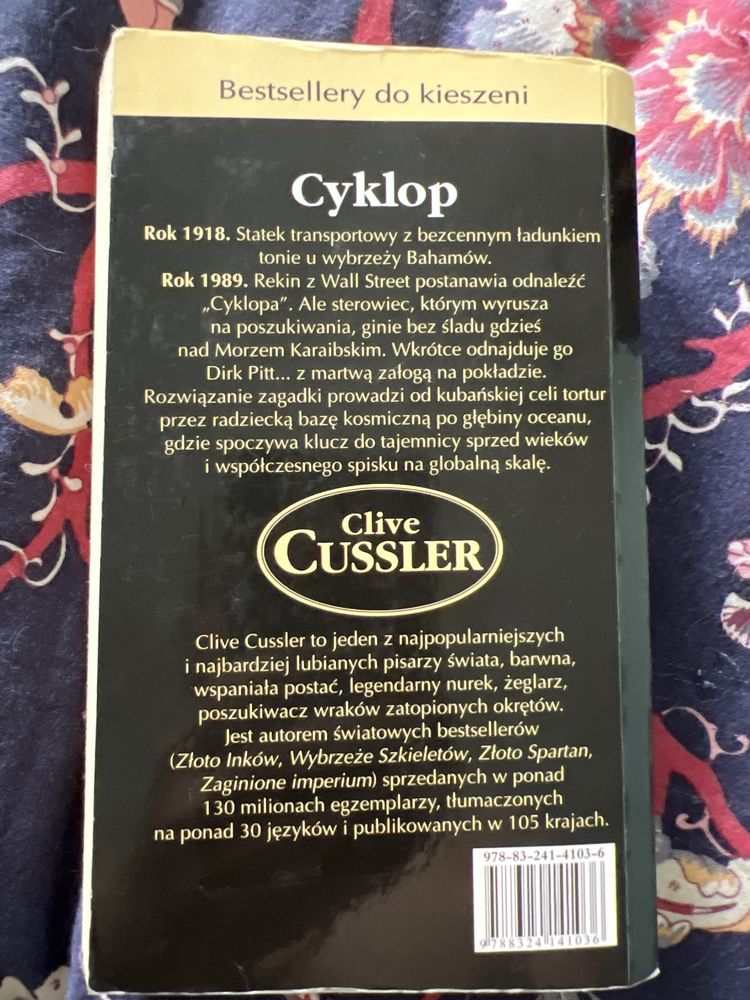 Bestsellery do kieszeni
Cyklop
Rok 1918. Statek transportowy z bezcennym ładunkiem
tonie u wybrzeży Bahamów.
Rok 1989. Rekin z Wall Street postanawia odnaleźć
„Cyklopa”. Ale sterowiec, którym wyrusza
na poszukiwania, ginie bez śladu gdzieś
nad Morzem Karaibskim. Wkrótce odnajduje go
Dirk Pitt... z martwą załogą na pokładzie.
Rozwiązanie zagadki prowadzi od kubańskiej celi tortur
przez radziecką bazę kosmiczną po głębiny oceanu,
gdzie spoczywa klucz do tajemnicy sprzed wieków
i współczesnego spisku na globalną skalę.
Clive
CUSSLER
Clive Cussler to jeden z najpopularniejszych
i najbardziej lubianych pisarzy świata, barwna,
wspaniała postać, legendarny nurek, żeglarz,
poszukiwacz wraków zatopionych okrętów.
Jest autorem światowych bestsellerów
(Złoto Inków, Wybrzeże Szkieletów, Złoto Spartan,
Zaginione imperium) sprzedanych w ponad
130 milionach egzemplarzy, tłumaczonych
na ponad 30 języków i publikowanych w 105 krajach.
978-83-241-4103-6
9 788324 141036